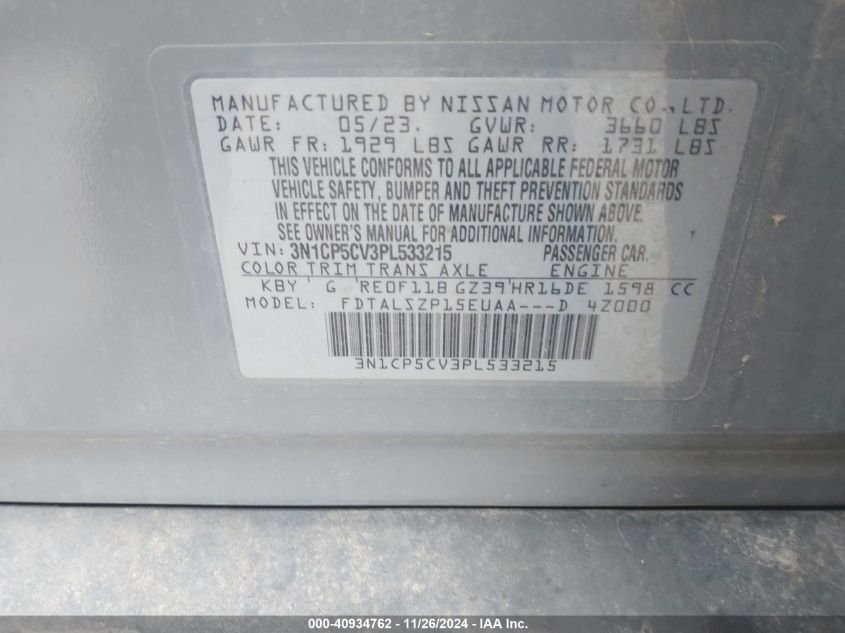 MANUFACTURED BY NISSAN MOTOR CO., LTD.
DATE: 05/23. GVWR: 3660 LBS
GAWR FR: 1929 LBS GAWR RR: 1731 LBS
THIS VEHICLE CONFORMS TO ALL APPLICABLE FEDERAL MOTOR
VEHICLE SAFETY, BUMPER AND THEFT PREVENTION STANDARDS
IN EFFECT ON THE DATE OF MANUFACTURE SHOWN ABOVE.
SEE OWNER'S MANUAL FOR ADDITIONAL INFORMATION.
VIN: 3N1CP5CV3PL533215 PASSENGER CAR.
COLOR TRIM TRANS AXLE ENGINE
KBY G RE0F11B GZ39 HR16DE 1598 CC
MODEL: FDTALSZP15EUAA---D 4Z000
3N1CP5CV3PL533215
000-40934762 - 11/26/2024 - IAA Inc.